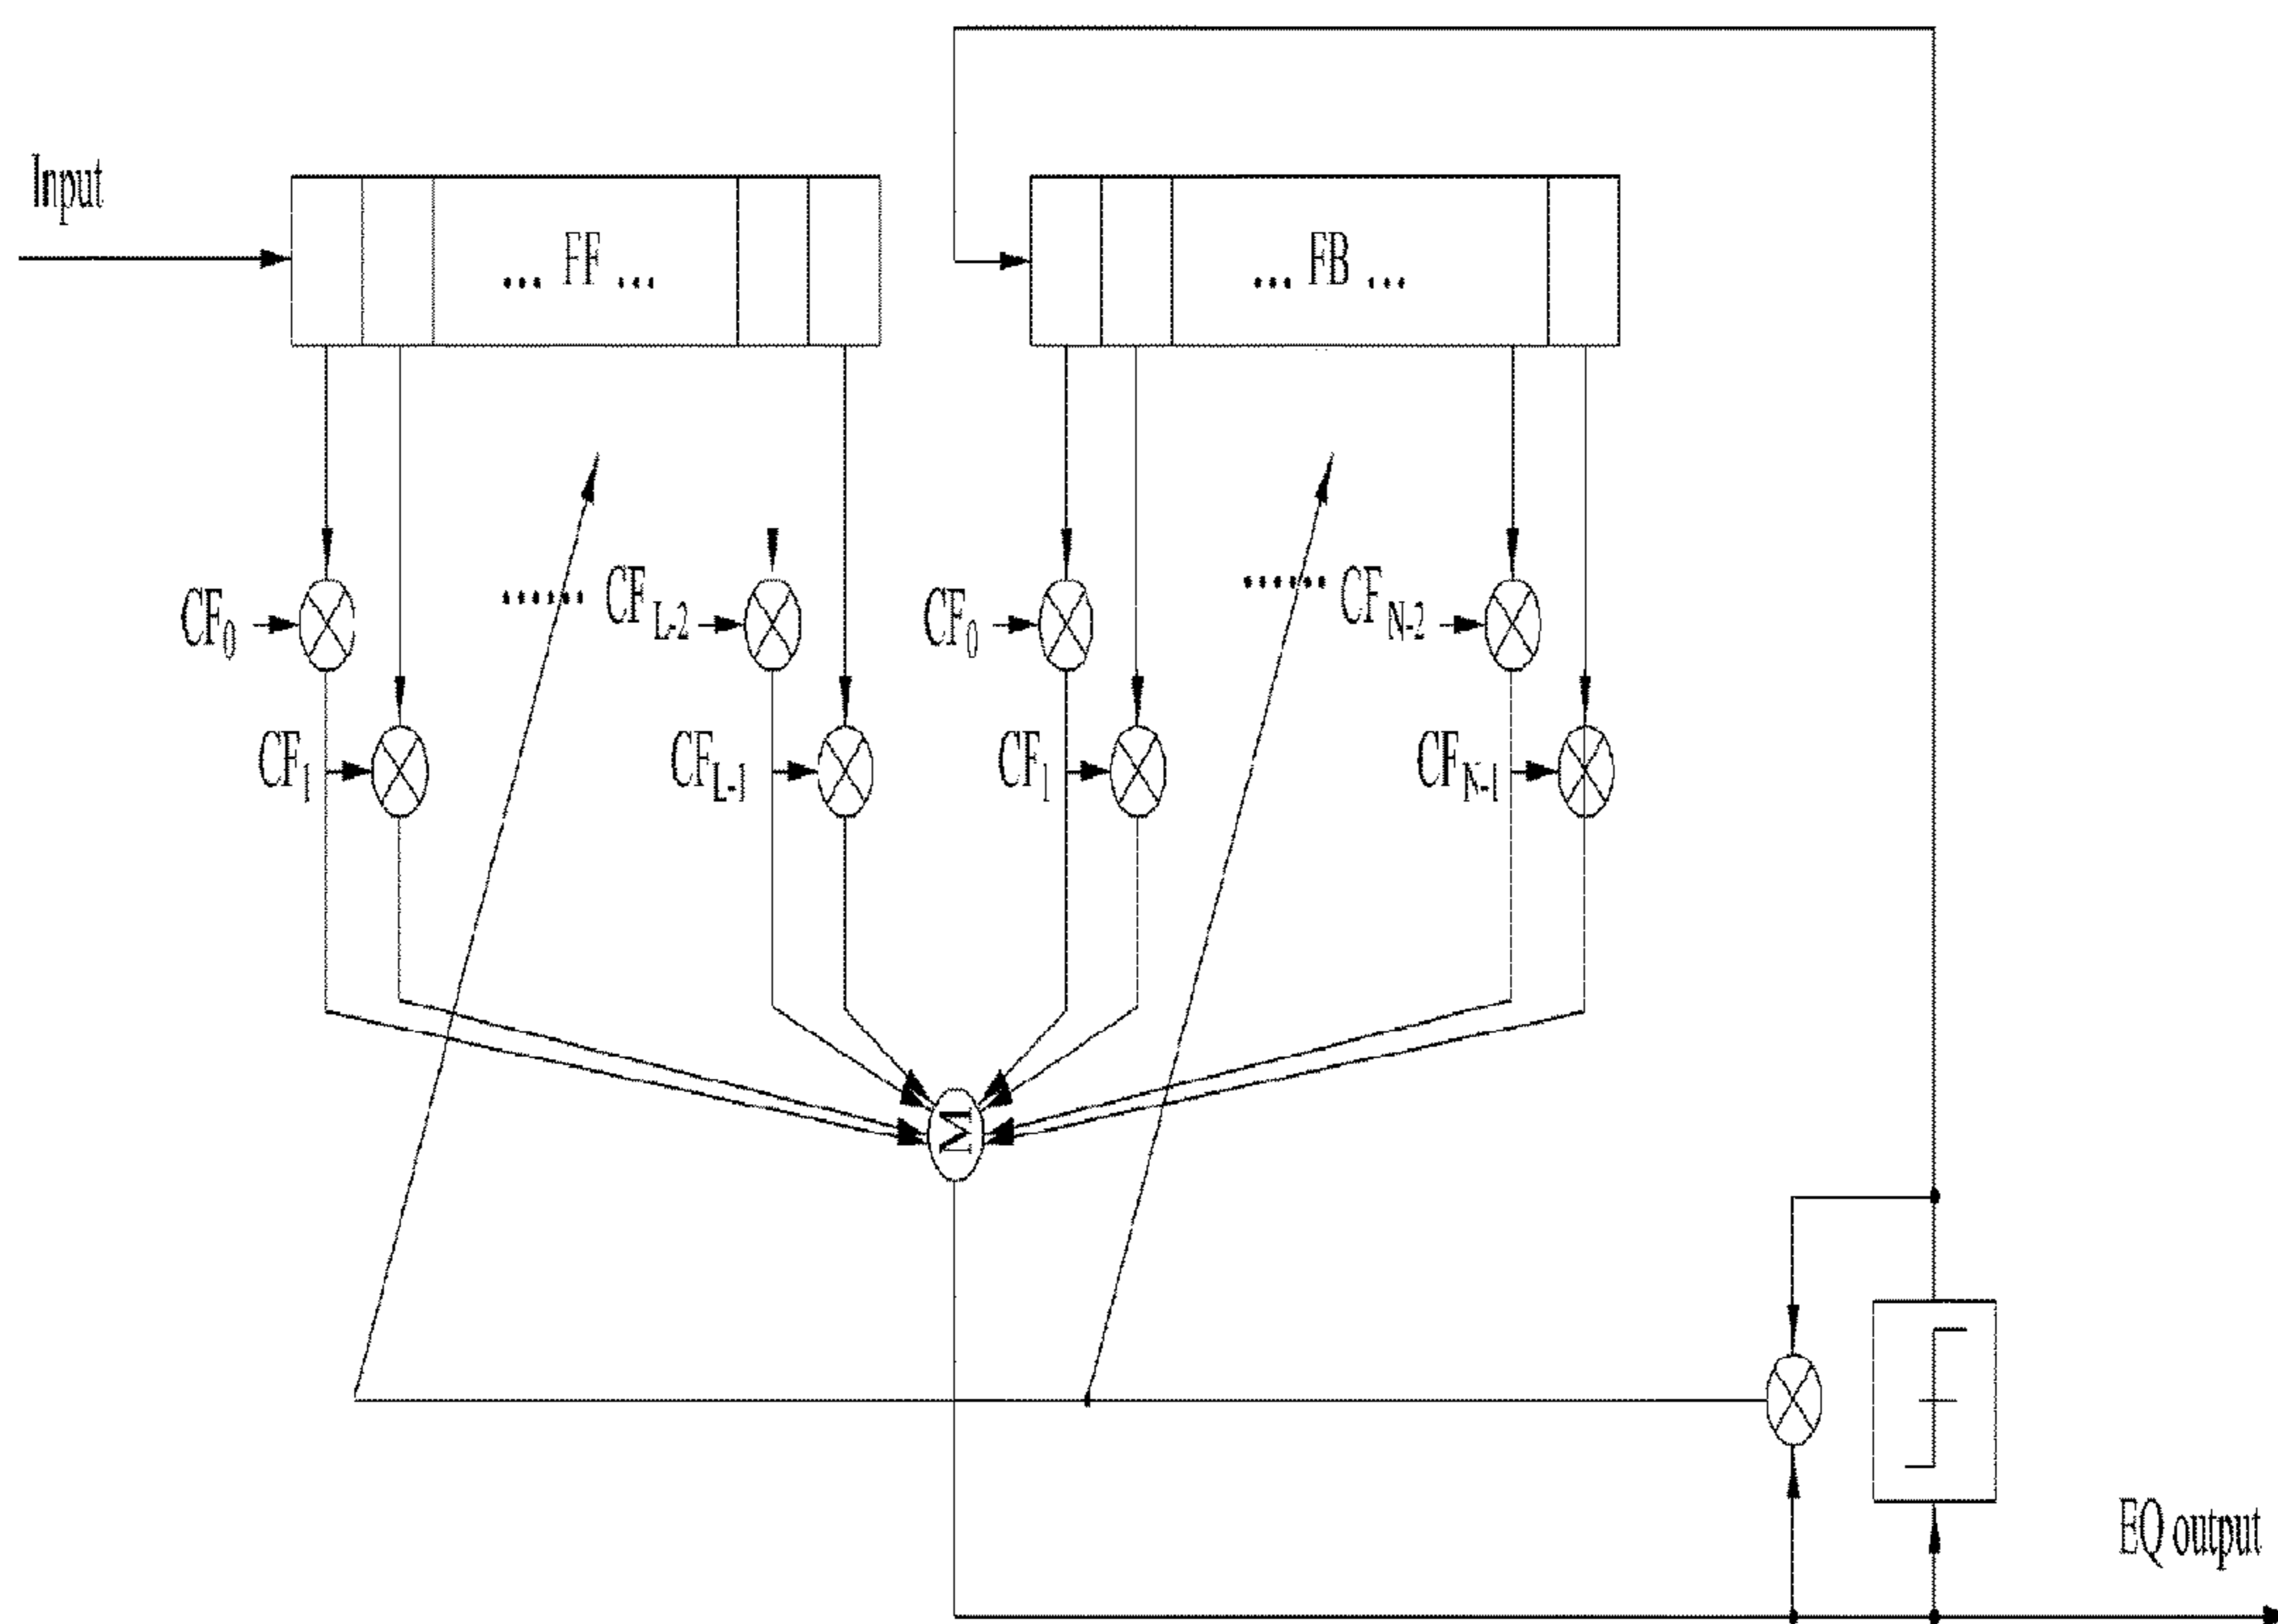 Input
... FF ...
... FB ...
CF0
...... CFL-2
CF0
...... CFN-2
CF1
CFL-1
CF1
CFN-1
Σ
EQ output